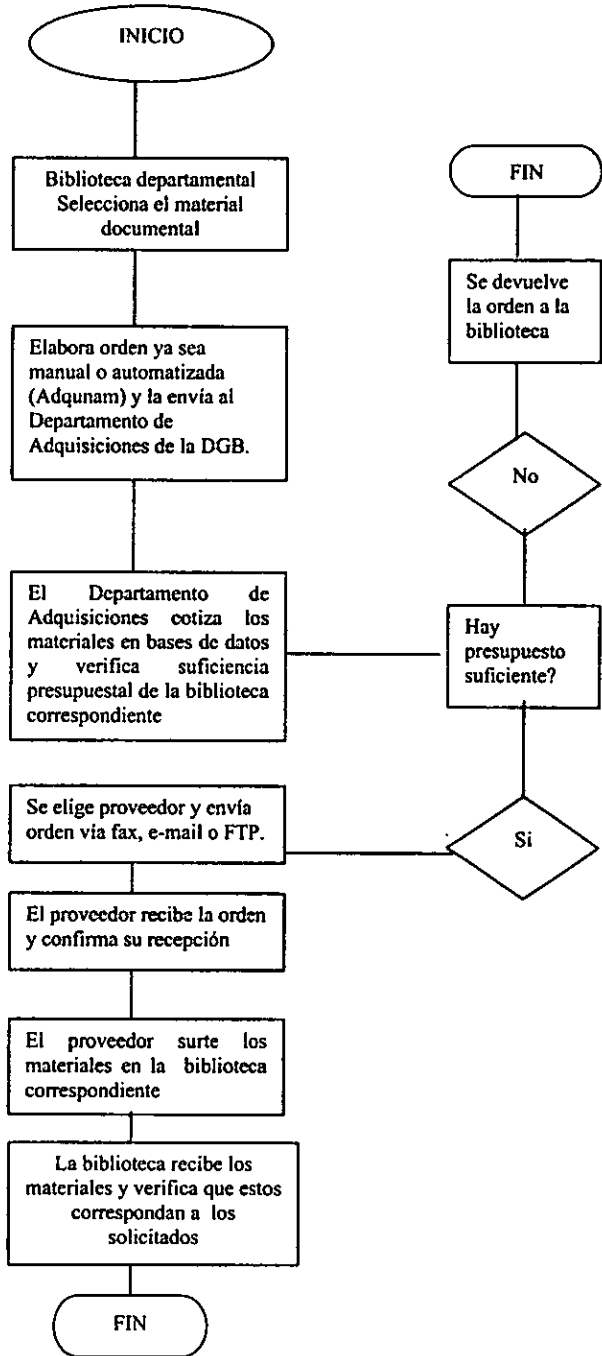 INICIO
Biblioteca departamental
Selecciona el material
documental
Elabora orden ya sea
manual o automatizada
(Adqunam) y la envía al
Departamento de
Adquisiciones de la DGB.
El Departamento de
Adquisiciones cotiza los
materiales en bases de datos
y verifica suficiencia
presupuestal de la biblioteca
correspondiente
Hay
presupuesto
suficiente?
No
Se devuelve
la orden a la
biblioteca
FIN
Si
Se elige proveedor y envía
orden vía fax, e-mail o FTP.
El proveedor recibe la orden
y confirma su recepción
El proveedor surte los
materiales en la biblioteca
correspondiente
La biblioteca recibe los
materiales y verifica que estos
correspondan a los
solicitados
FIN